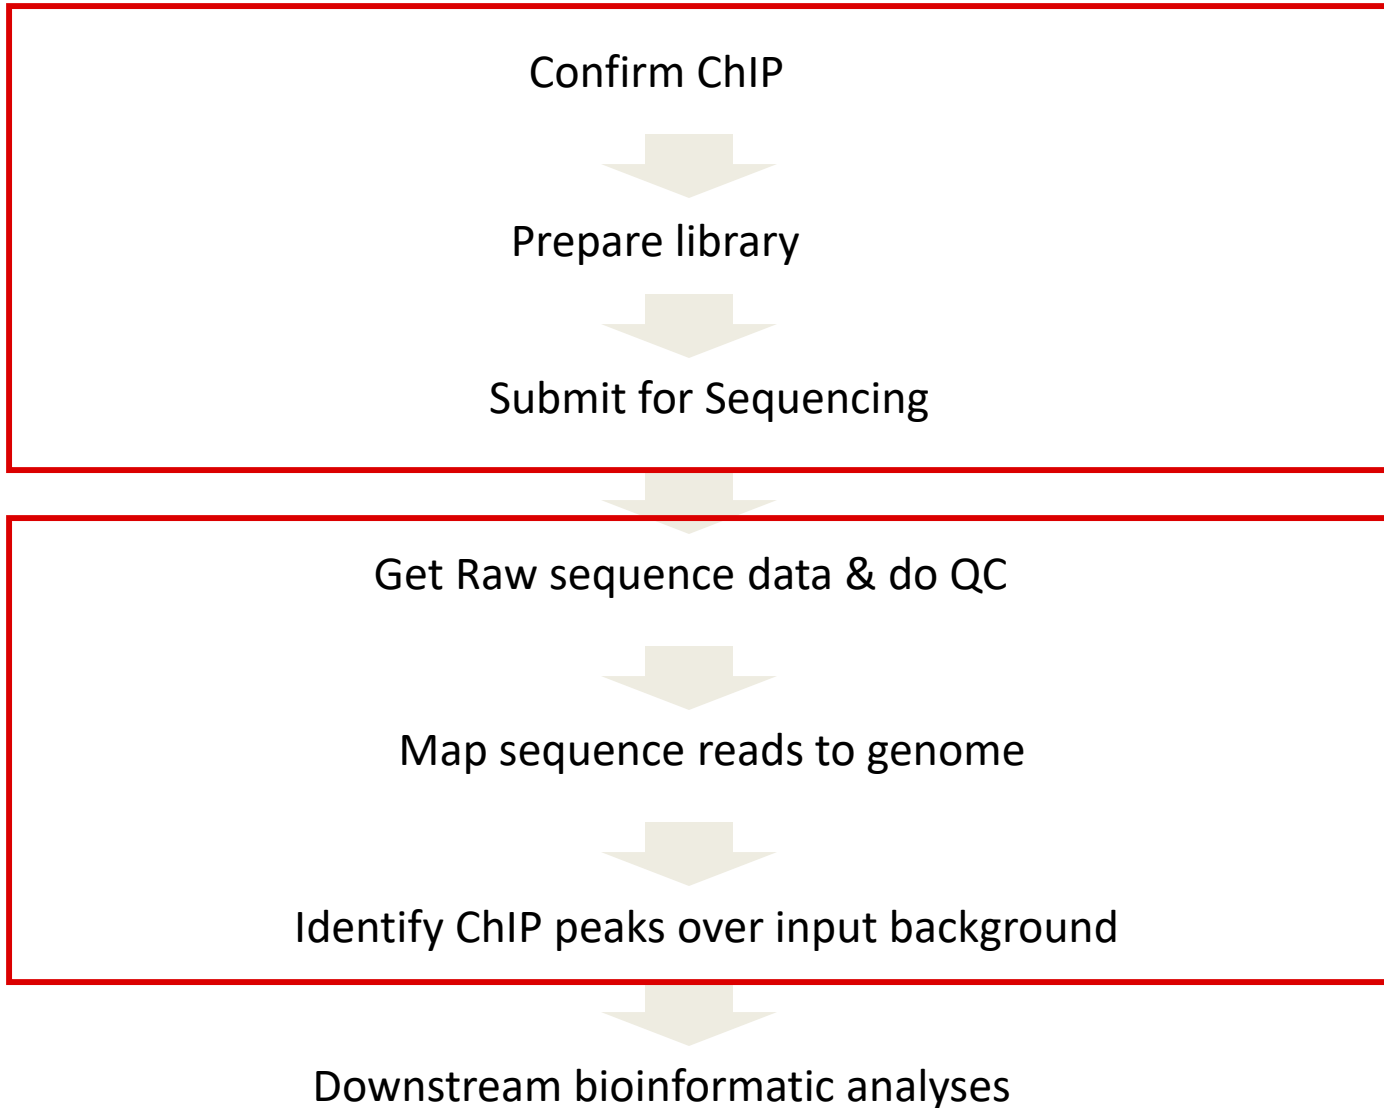 Confirm ChIP
Prepare library
Submit for Sequencing
Get Raw sequence data & do QC
Map sequence reads to genome
Identify ChIP peaks over input background
Downstream bioinformatic analyses